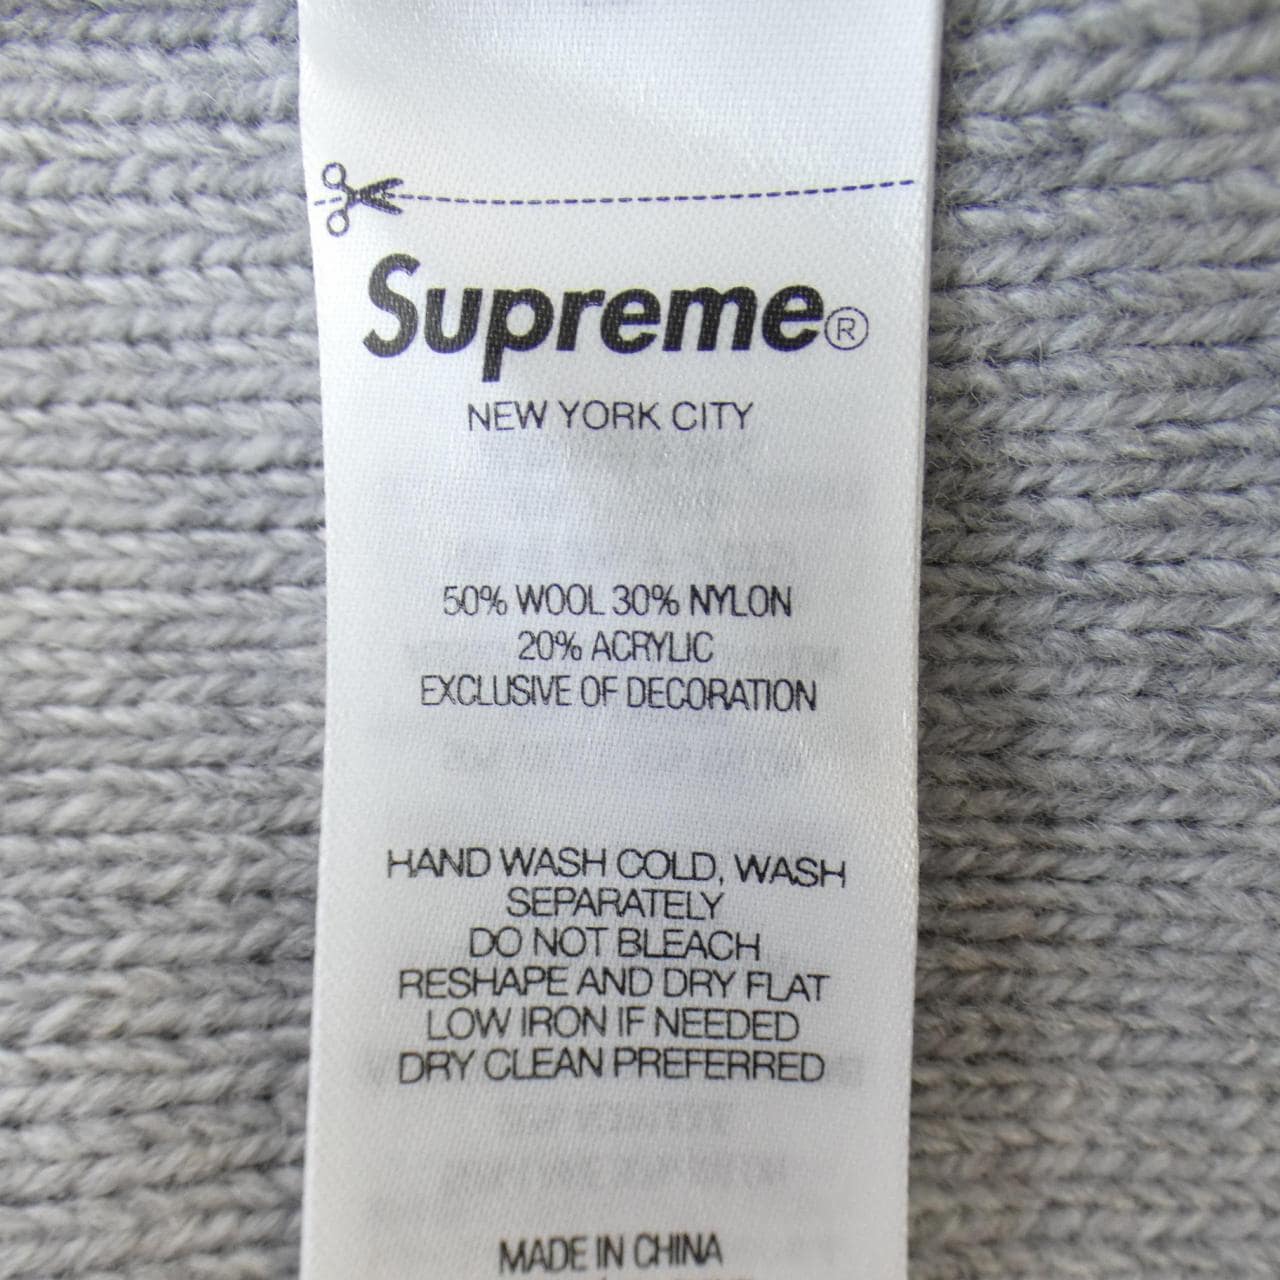 Supreme®
NEW YORK CITY
50% WOOL 30% NYLON
20% ACRYLIC
EXCLUSIVE OF DECORATION
HAND WASH COLD, WASH
SEPARATELY
DO NOT BLEACH
RESHAPE AND DRY FLAT
LOW IRON IF NEEDED
DRY CLEAN PREFERRED
MADE IN CHINA